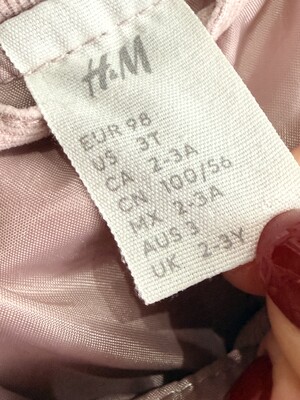 H&M
EUR 98
US 3T
CA 2-3A
CN 100/56
MX 2-3A
AUS 3
UK 2-3Y